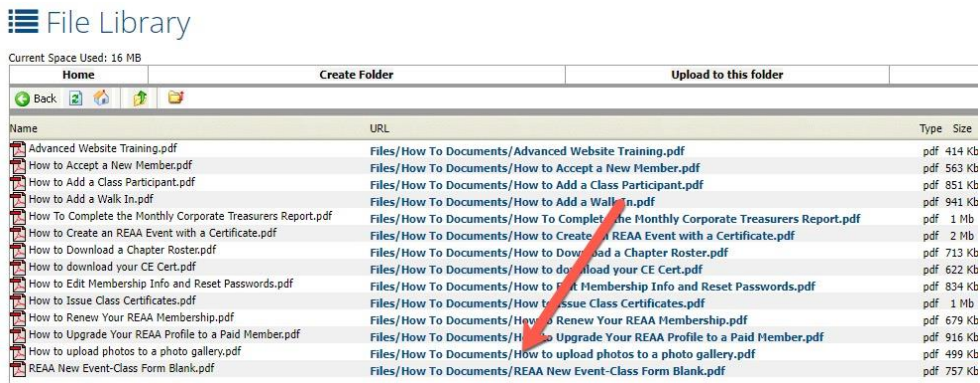 File Library
Current Space Used: 16 MB
Home Create Folder Upload to this folder
Back
Name URL Type Size
Advanced Website Training.pdf Files/How To Documents/Advanced Website Training.pdf pdf 414 Kb
How to Accept a New Member.pdf Files/How To Documents/How to Accept a New Member.pdf pdf 563 Kb
How to Add a Class Participant.pdf Files/How To Documents/How to Add a Class Participant.pdf pdf 851 Kb
How to Add a Walk In.pdf Files/How To Documents/How to Add a Walk In.pdf pdf 941 Kb
How To Complete the Monthly Corporate Treasurers Report.pdf Files/How To Documents/How To Complete the Monthly Corporate Treasurers Report.pdf pdf 1 Mb
How to Create an REAA Event with a Certificate.pdf Files/How To Documents/How to Create an REAA Event with a Certificate.pdf pdf 2 Mb
How to Download a Chapter Roster.pdf Files/How To Documents/How to Download a Chapter Roster.pdf pdf 713 Kb
How to download your CE Cert.pdf Files/How To Documents/How to download your CE Cert.pdf pdf 622 Kb
How to Edit Membership Info and Reset Passwords.pdf Files/How To Documents/How to Edit Membership Info and Reset Passwords.pdf pdf 834 Kb
How to Issue Class Certificates.pdf Files/How To Documents/How to Issue Class Certificates.pdf pdf 1 Mb
How to Renew Your REAA Membership.pdf Files/How To Documents/How to Renew Your REAA Membership.pdf pdf 679 Kb
How to Upgrade Your REAA Profile to a Paid Member.pdf Files/How To Documents/How to Upgrade Your REAA Profile to a Paid Member.pdf pdf 916 Kb
How to upload photos to a photo gallery.pdf Files/How To Documents/How to upload photos to a photo gallery.pdf pdf 499 Kb
REAA New Event-Class Form Blank.pdf Files/How To Documents/REAA New Event-Class Form Blank.pdf pdf 757 Kb